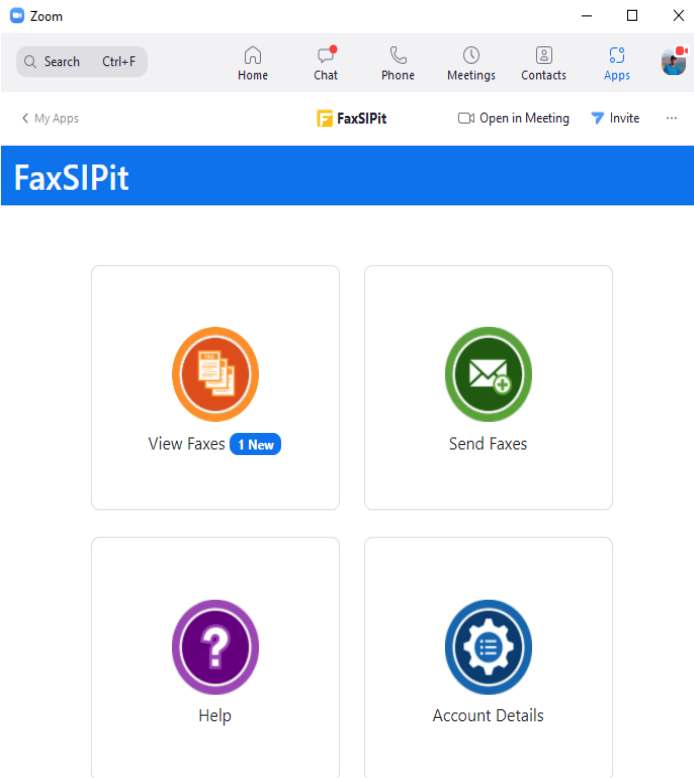 Zoom
Search Ctrl+F
Home Chat Phone Meetings Contacts Apps
My Apps FaxSIPit Open in Meeting Invite
FaxSIPit
View Faxes 1 New
Send Faxes
Help
Account Details